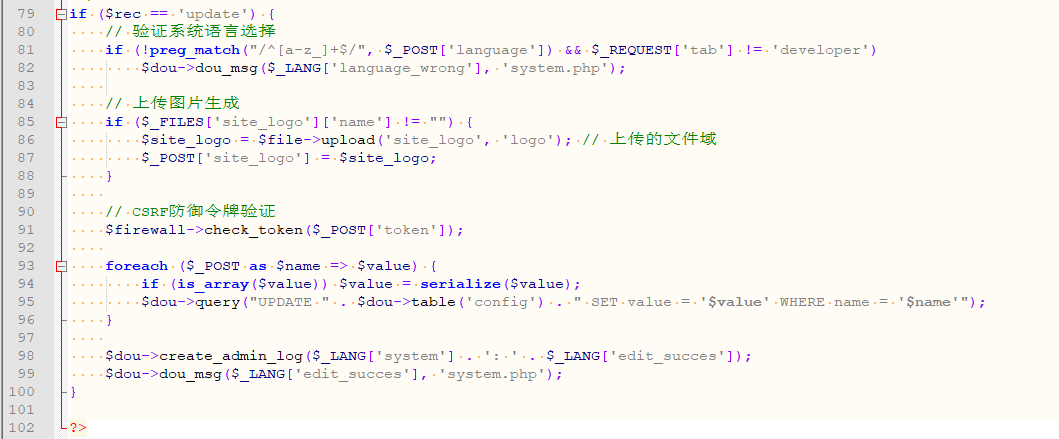 79 if ($rec == 'update') {
80 // 验证系统语言选择
81 if (!preg_match("/^[a-z_]+$/", $_POST['language']) && $_REQUEST['tab'] != 'developer')
82 $dou->dou_msg($_LANG['language_wrong'], 'system.php');
83
84 // 上传图片生成
85 if ($_FILES['site_logo']['name'] != "") {
86 $site_logo = $file->upload('site_logo', 'logo'); // 上传的文件域
87 $_POST['site_logo'] = $site_logo;
88 }
89
90 // CSRF防御令牌验证
91 $firewall->check_token($_POST['token']);
92
93 foreach ($_POST as $name => $value) {
94 if (is_array($value)) $value = serialize($value);
95 $dou->query("UPDATE " . $dou->table('config') . " SET value = '$value' WHERE name = '$name'");
96 }
97
98 $dou->create_admin_log($_LANG['system'] . ': ' . $_LANG['edit_succes']);
99 $dou->dou_msg($_LANG['edit_succes'], 'system.php');
100 }
101
102 ?>